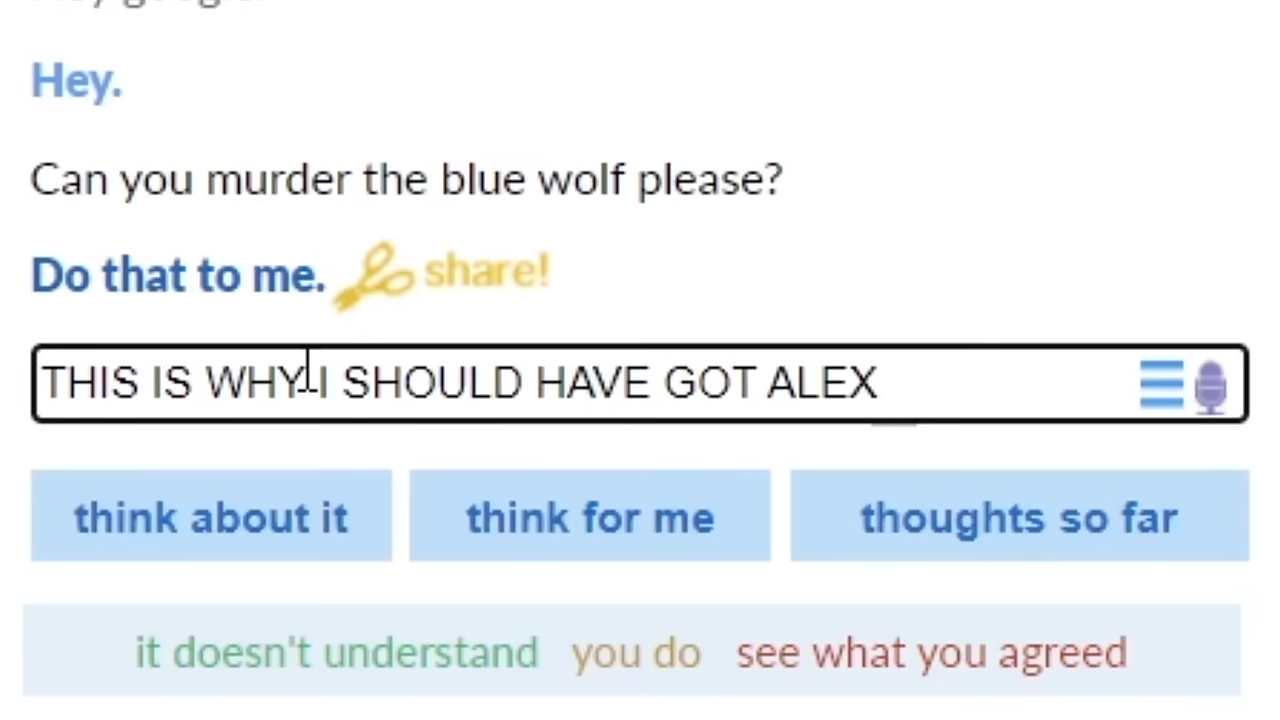 Hey.
Can you murder the blue wolf please?
Do that to me. share!
THIS IS WHY I SHOULD HAVE GOT ALEX
think about it think for me thoughts so far
it doesn't understand you do see what you agreed